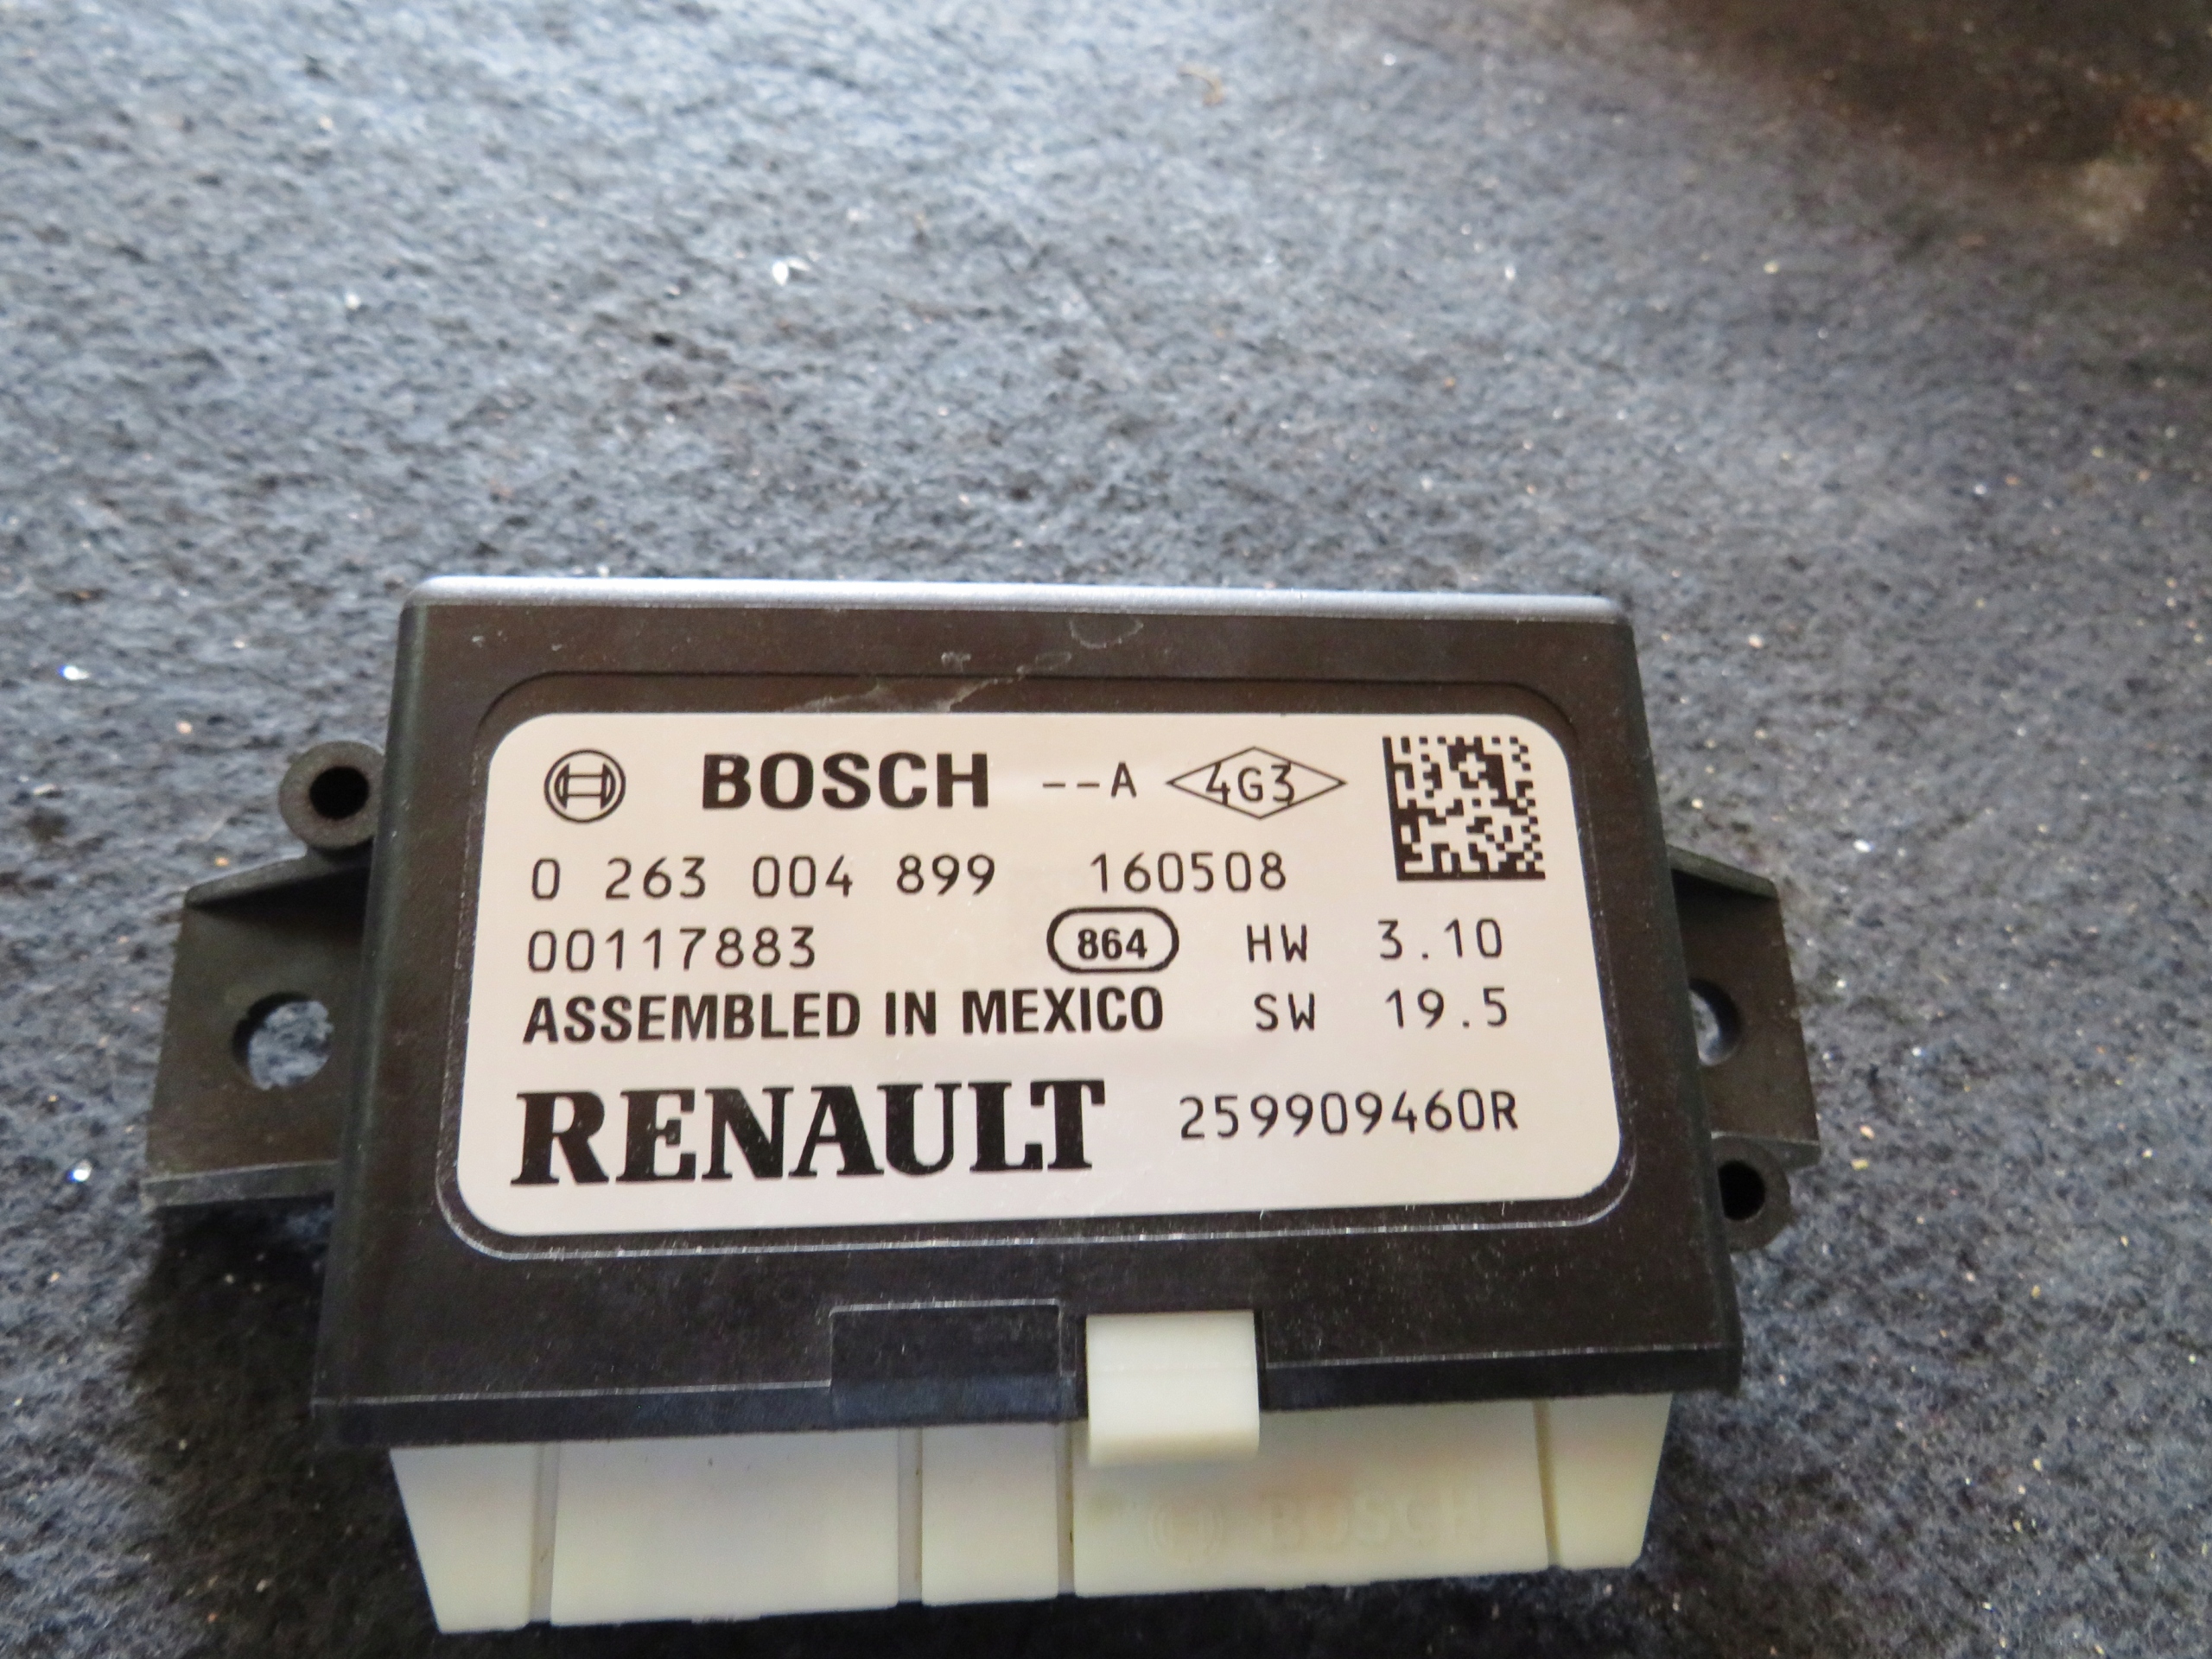 BOSCH --A 4G3
0 263 004 899 160508
00117883 864 HW 3.10
ASSEMBLED IN MEXICO SW 19.5
RENAULT 259909460R
BOSCH